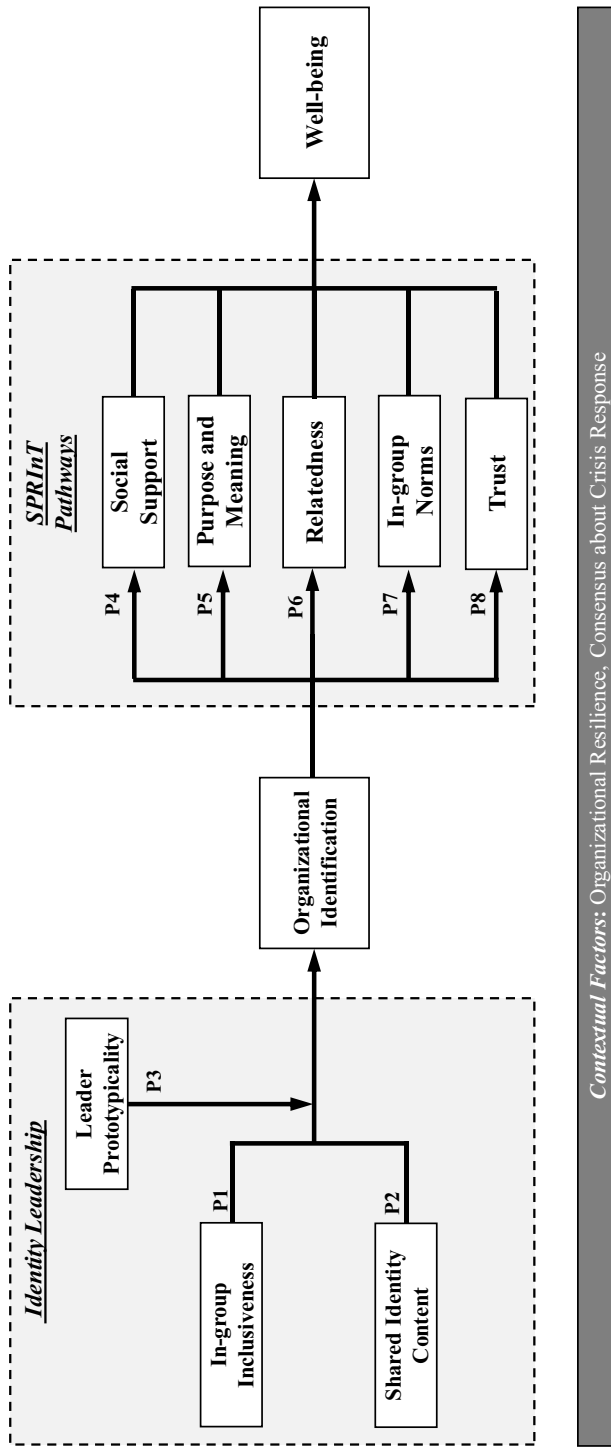 Identity Leadership
Leader
Prototypicality
P3
In-group
Inclusiveness
P1
Shared Identity
Content
P2
Organizational
Identification
SPRInT
Pathways
P4
Social
Support
P5
Purpose and
Meaning
P6
Relatedness
P7
In-group
Norms
P8
Trust
Well-being
Contextual Factors: Organizational Resilience, Consensus about Crisis Response